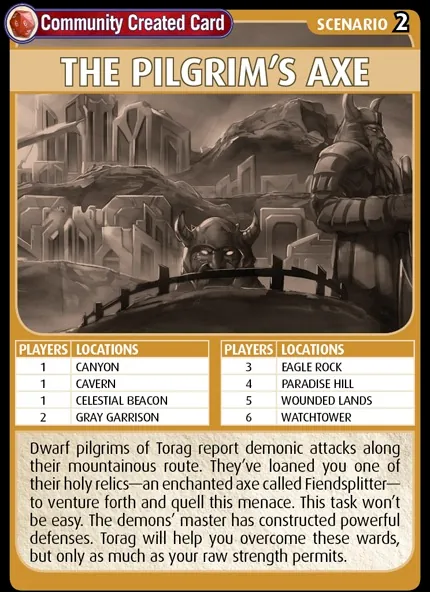 Community Created Card
SCENARIO 2
THE PILGRIM'S AXE
PLAYERS LOCATIONS
1 CANYON
1 CAVERN
1 CELESTIAL BEACON
2 GRAY GARRISON
PLAYERS LOCATIONS
3 EAGLE ROCK
4 PARADISE HILL
5 WOUNDED LANDS
6 WATCHTOWER
Dwarf pilgrims of Torag report demonic attacks along
their mountainous route. They've loaned you one of
their holy relics—an enchanted axe called Fiendsplitter—
to venture forth and quell this menace. This task won't
be easy. The demons' master has constructed powerful
defenses. Torag will help you overcome these wards,
but only as much as your raw strength permits.